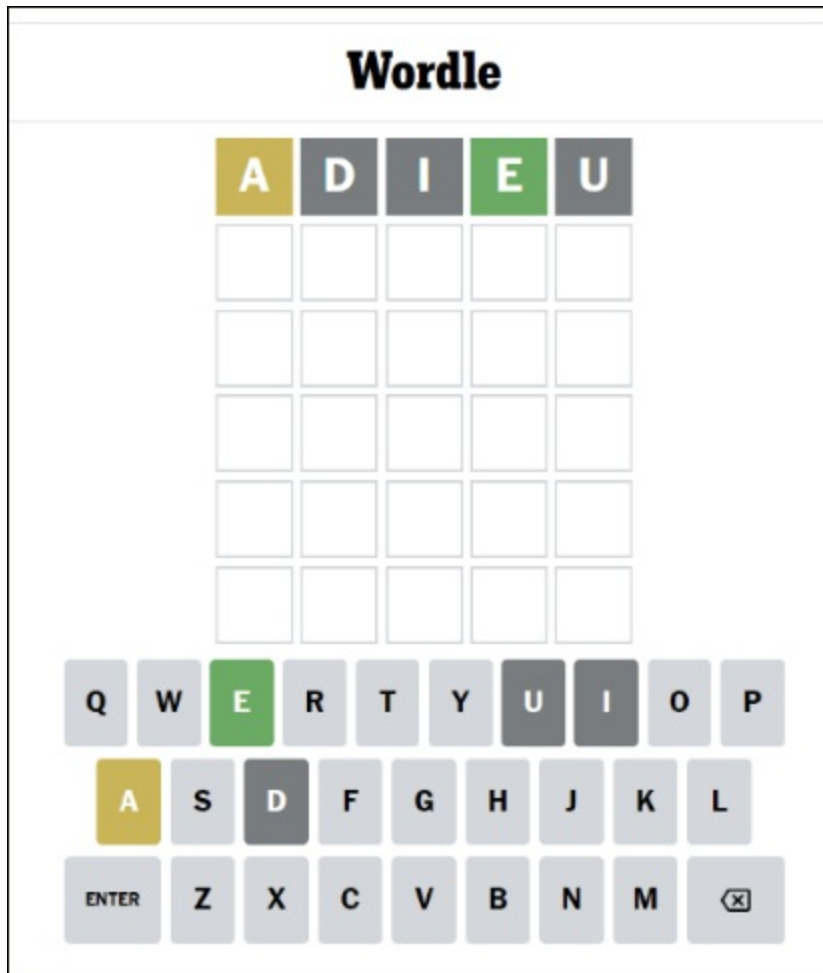 Wordle
A D I E U
Q W E R T Y U I O P
A S D F G H J K L
ENTER Z X C V B N M